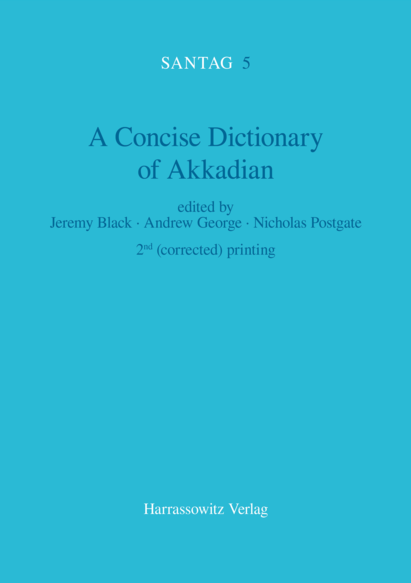 SANTAG 5
A Concise Dictionary
of Akkadian
edited by
Jeremy Black · Andrew George · Nicholas Postgate
2nd (corrected) printing
Harrassowitz Verlag